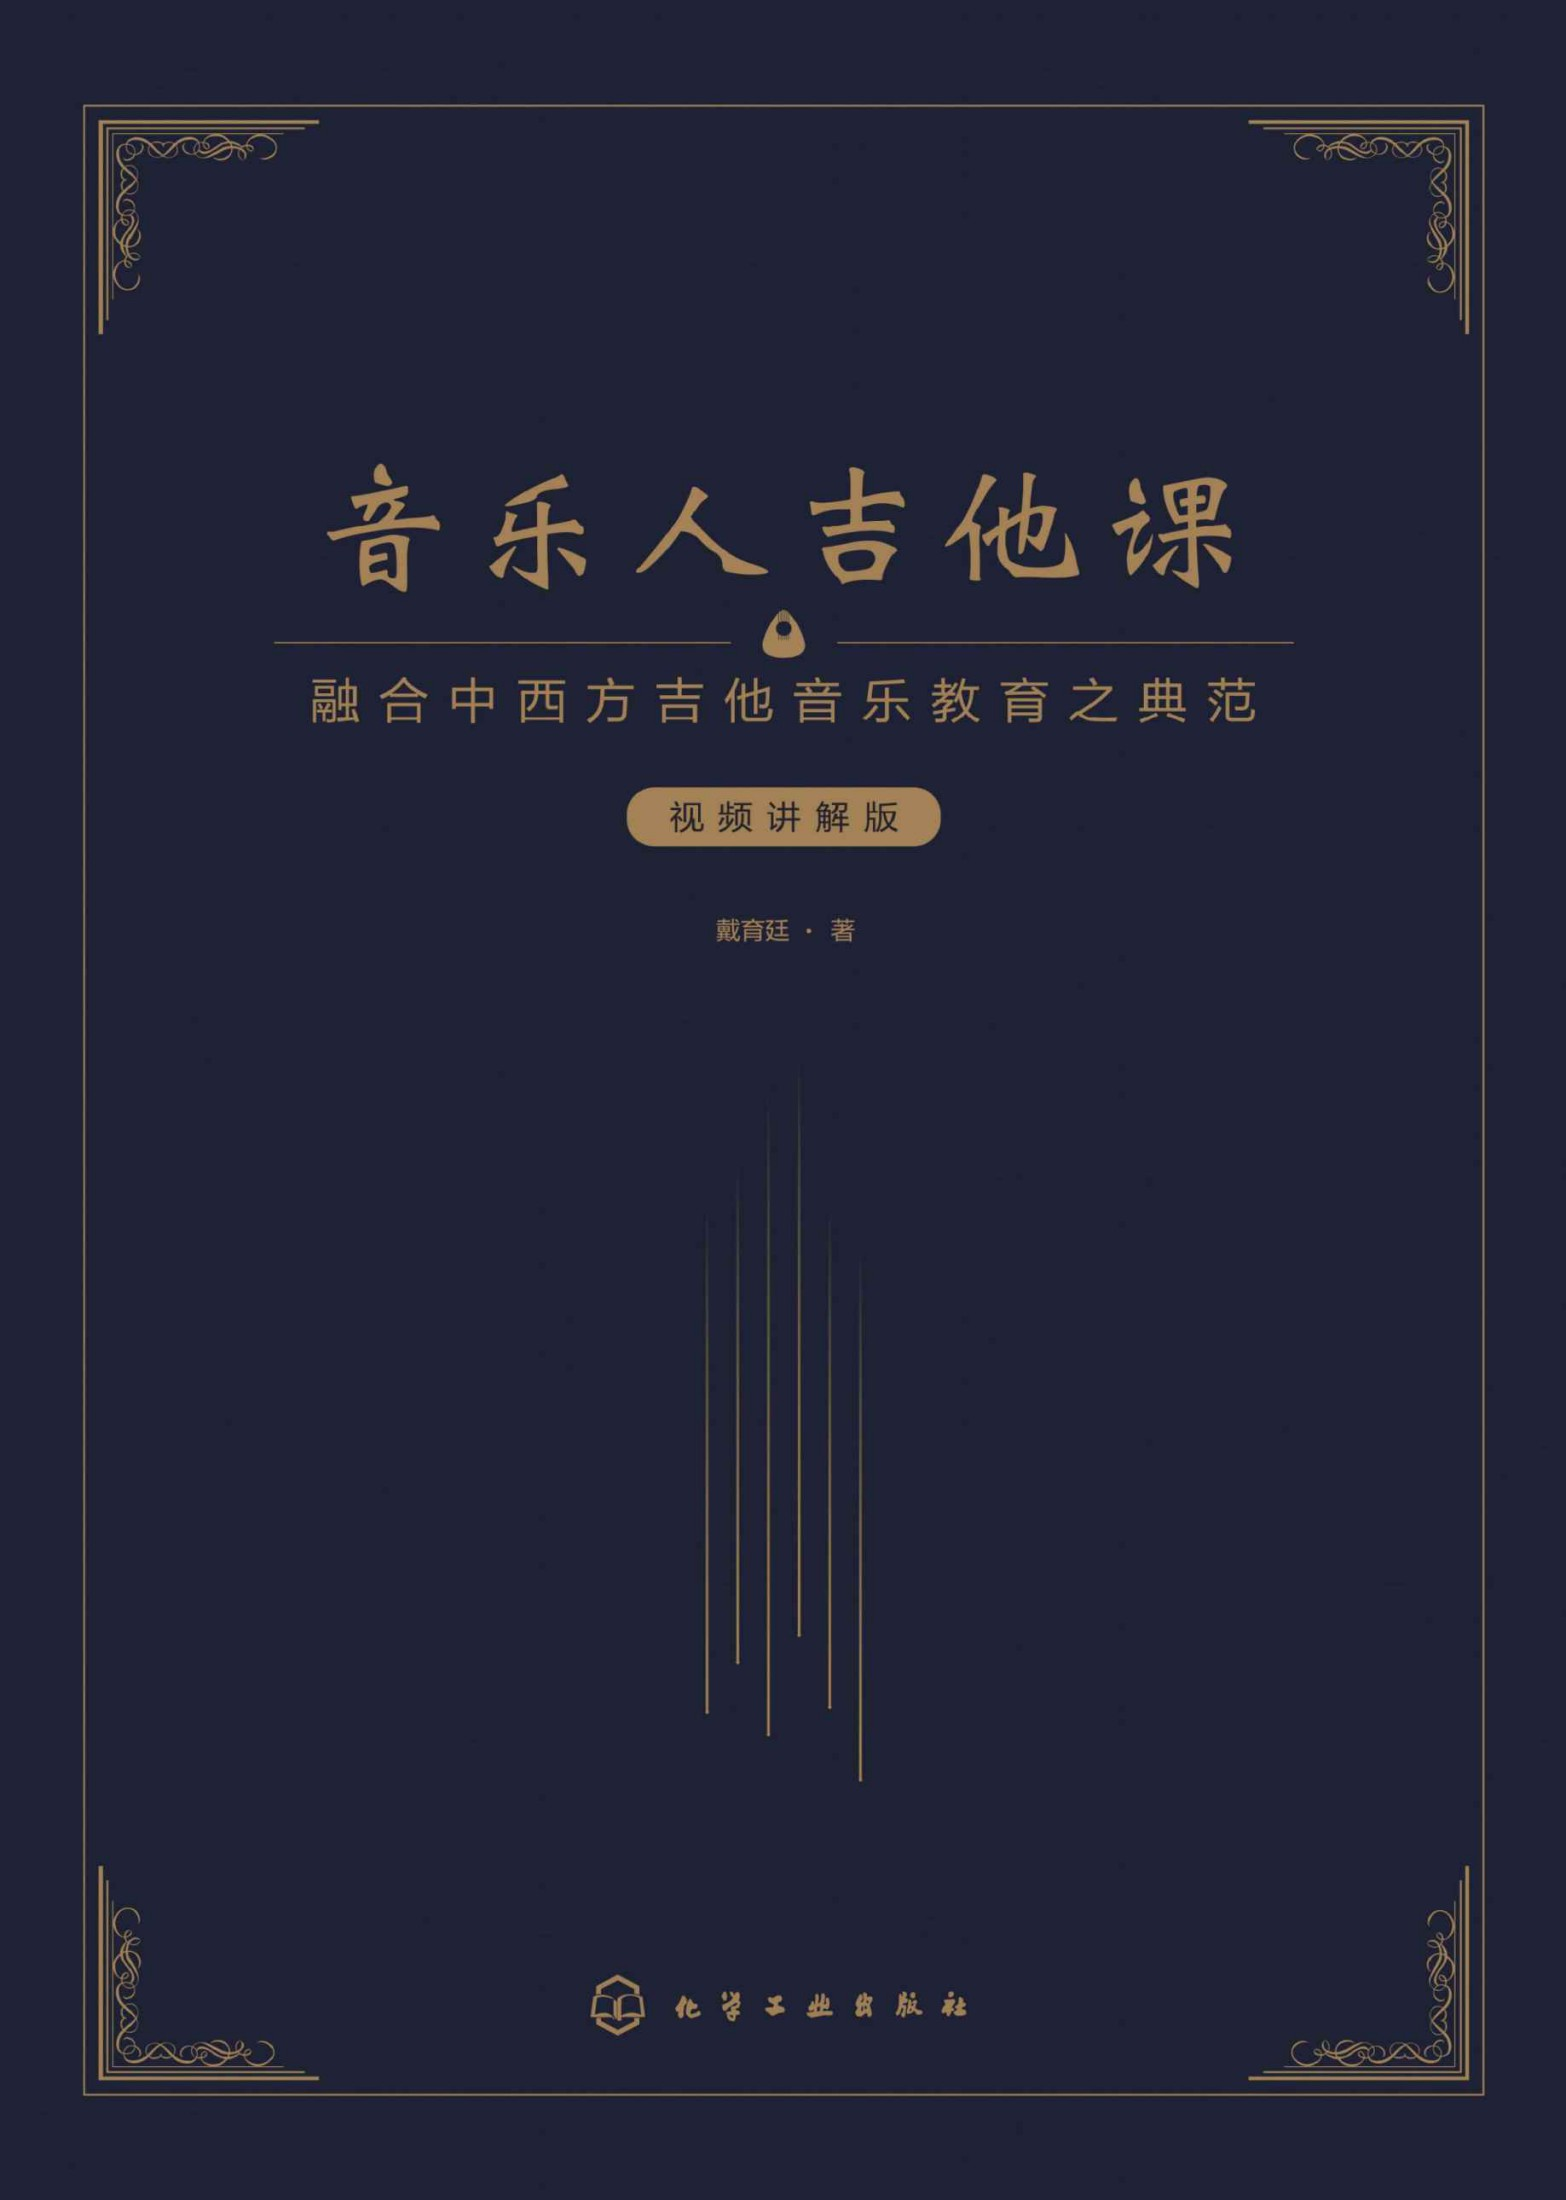 音乐人吉他课
融合中西方吉他音乐教育之典范
视频讲解版
戴育廷 · 著
化学工业出版社